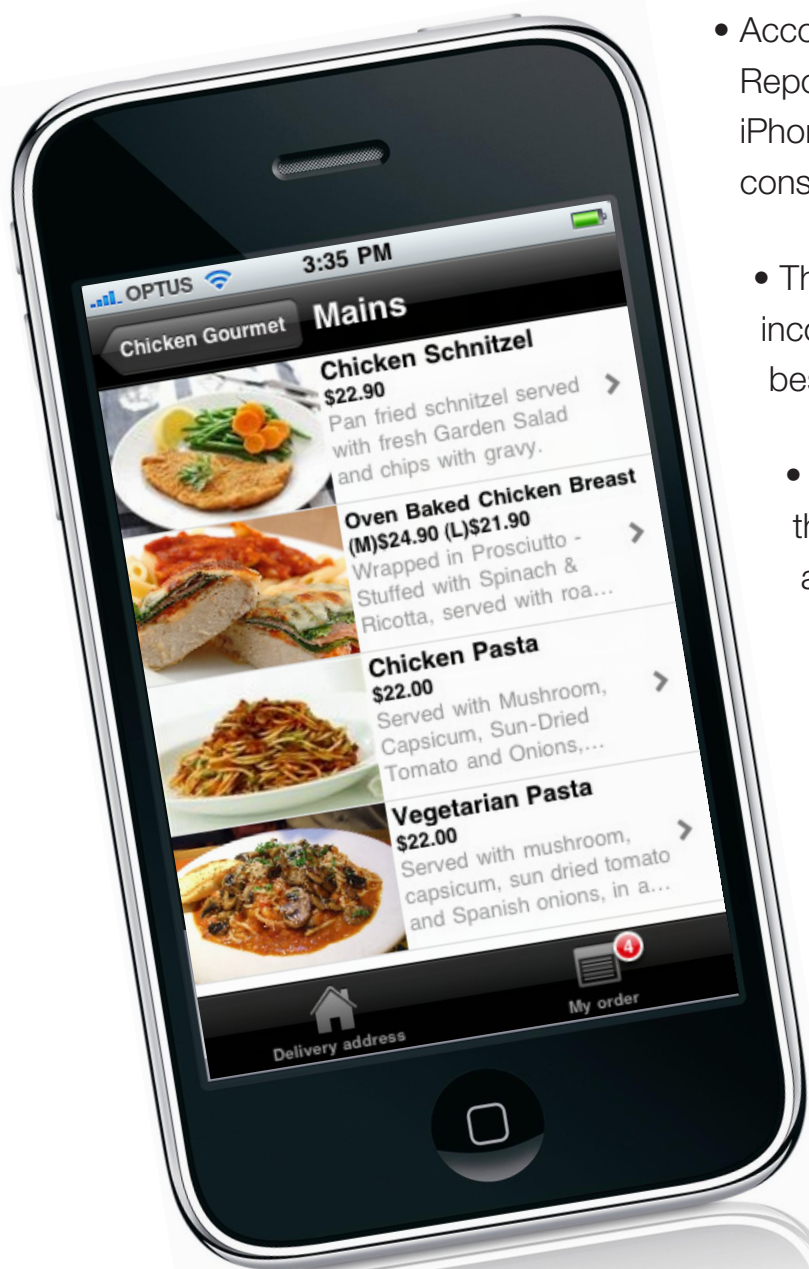 OPTUS 3:35 PM
Chicken Gourmet Mains
Chicken Schnitzel
$22.90
Pan fried schnitzel served
with fresh Garden Salad
and chips with gravy.
Oven Baked Chicken Breast
(M)$24.90 (L)$21.90
Wrapped in Prosciutto -
Stuffed with Spinach &
Ricotta, served with roa...
Chicken Pasta
$22.00
Served with Mushroom,
Capsicum, Sun-Dried
Tomato and Onions,...
Vegetarian Pasta
$22.00
Served with mushroom,
capsicum, sun dried tomato
and Spanish onions, in a...
Delivery address
My order
4
• Acco
Repo
iPhon
cons
• Th
inco
bes
•
th
a